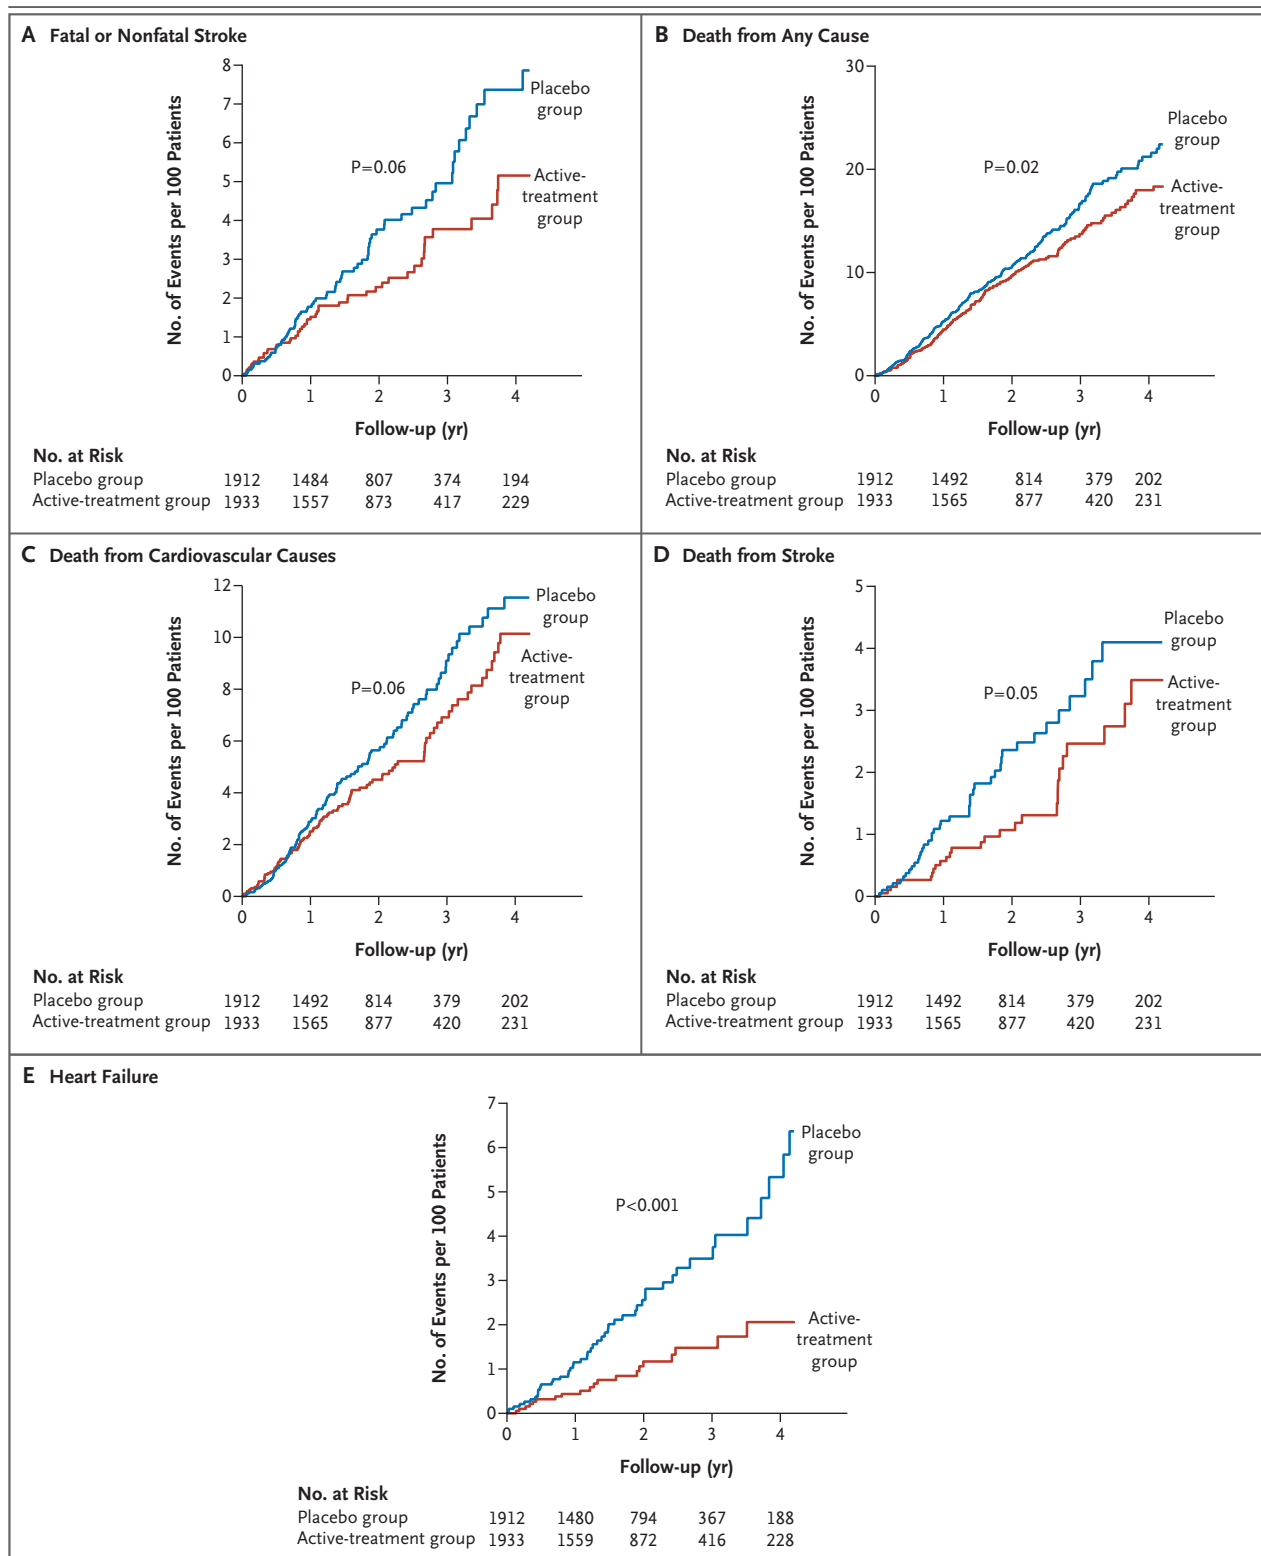 A Fatal or Nonfatal Stroke
No. of Events per 100 Patients
8
7
6
5
4
3
2
1
0
P=0.06
Placebo
group
Active-
treatment
group
0 1 2 3 4
Follow-up (yr)
No. at Risk
Placebo group 1912 1484 807 374 194
Active-treatment group 1933 1557 873 417 229
B Death from Any Cause
No. of Events per 100 Patients
30
20
10
0
P=0.02
Placebo
group
Active-
treatment
group
0 1 2 3 4
Follow-up (yr)
No. at Risk
Placebo group 1912 1492 814 379 202
Active-treatment group 1933 1565 877 420 231
C Death from Cardiovascular Causes
No. of Events per 100 Patients
12
10
8
6
4
2
0
P=0.06
Placebo
group
Active-
treatment
group
0 1 2 3 4
Follow-up (yr)
No. at Risk
Placebo group 1912 1492 814 379 202
Active-treatment group 1933 1565 877 420 231
D Death from Stroke
No. of Events per 100 Patients
5
4
3
2
1
0
P=0.05
Placebo
group
Active-
treatment
group
0 1 2 3 4
Follow-up (yr)
No. at Risk
Placebo group 1912 1492 814 379 202
Active-treatment group 1933 1565 877 420 231
E Heart Failure
No. of Events per 100 Patients
7
6
5
4
3
2
1
0
P<0.001
Placebo
group
Active-
treatment
group
0 1 2 3 4
Follow-up (yr)
No. at Risk
Placebo group 1912 1480 794 367 188
Active-treatment group 1933 1559 872 416 228